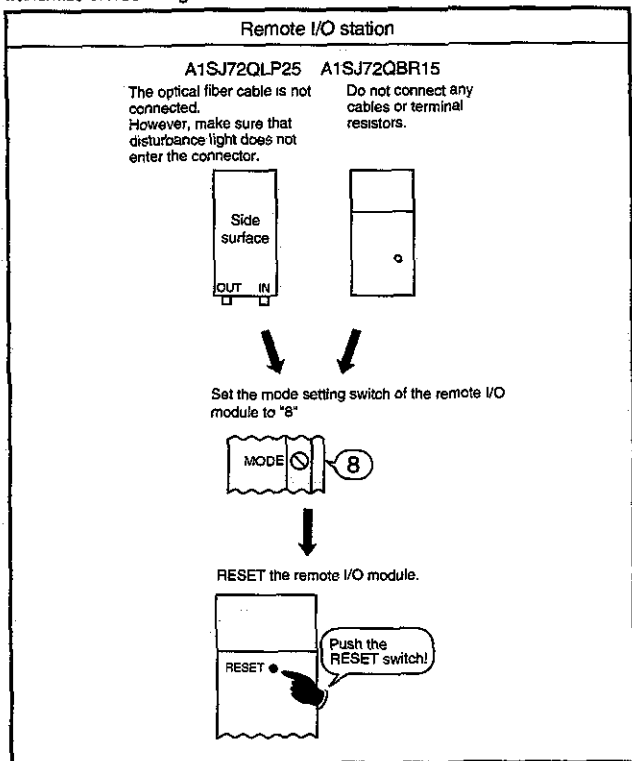 Remote I/O station
A1SJ72QLP25 A1SJ72QBR15
The optical fiber cable is not
connected.
However, make sure that
disturbance light does not
enter the connector.
Do not connect any
cables or terminal
resistors.
Side
surface
OUT IN
Set the mode setting switch of the remote I/O
module to "8"
MODE 8
RESET the remote I/O module.
RESET
Push the
RESET switch!